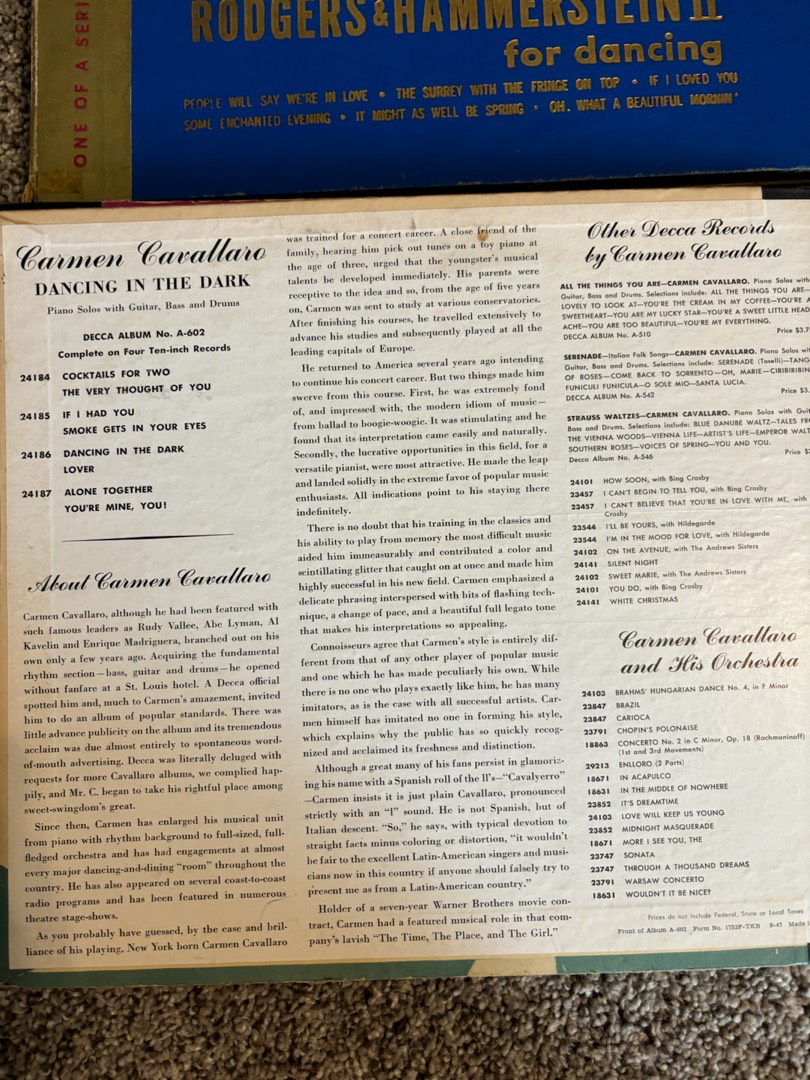 ONE OF A SERI
RODGERS & HAMMERSTEIN II
for dancing
PEOPLE WILL SAY WE'RE IN LOVE • THE SURREY WITH THE FRINGE ON TOP • IF I LOVED YOU
SOME ENCHANTED EVENING • IT MIGHT AS WELL BE SPRING • OH, WHAT A BEAUTIFUL MORNIN'
Carmen Cavallaro
DANCING IN THE DARK
Piano Solos with Guitar, Bass and Drums
DECCA ALBUM No. A-602
Complete on Four Ten-inch Records
24184 COCKTAILS FOR TWO
THE VERY THOUGHT OF YOU
24185 IF I HAD YOU
SMOKE GETS IN YOUR EYES
24186 DANCING IN THE DARK
LOVER
24187 ALONE TOGETHER
YOU'RE MINE, YOU!
About Carmen Cavallaro
Carmen Cavallaro, although he had been featured with
such famous leaders as Rudy Vallee, Abe Lyman, Al
Kavelin and Enrique Madriguera, branched out on his
own only a few years ago. Acquiring the fundamental
rhythm section—bass, guitar and drums—he opened
without fanfare at a St. Louis hotel. A Decca official
spotted him and, much to Carmen's amazement, invited
him to do an album of popular standards. There was
little advance publicity on the album and its tremendous
acclaim was due almost entirely to spontaneous word-
of-mouth advertising. Decca was literally deluged with
requests for more Cavallaro albums, we complied hap-
pily, and Mr. C. began to take his rightful place among
sweet-swingdom's great.
Since then, Carmen has enlarged his musical unit
from piano with rhythm background to full-sized, full-
fledged orchestra and has had engagements at almost
every major dancing-and-dining "room" throughout the
country. He has also appeared on several coast-to-coast
radio programs and has been featured in numerous
theatre stage-shows.
As you probably have guessed, by the ease and bril-
liance of his playing, New York born Carmen Cavallaro
was trained for a concert career. A close friend of the
family, hearing him pick out tunes on a toy piano at
the age of three, urged that the youngster's musical
talents be developed immediately. His parents were
receptive to the idea and so, from the age of five years
on, Carmen was sent to study at various conservatories.
After finishing his courses, he travelled extensively to
advance his studies and subsequently played at all the
leading capitals of Europe.
He returned to America several years ago intending
to continue his concert career. But two things made him
swerve from this course. First, he was extremely fond
of, and impressed with, the modern idiom of music—
from ballad to boogie-woogie. It was stimulating and he
found that its interpretation came easily and naturally.
Secondly, the lucrative opportunities in this field, for a
versatile pianist, were most attractive. He made the leap
and landed solidly in the extreme favor of popular music
enthusiasts. All indications point to his staying there
indefinitely.
There is no doubt that his training in the classics and
his ability to play from memory the most difficult music
aided him immeasurably and contributed a color and
scintillating glitter that caught on at once and made him
highly successful in his new field. Carmen emphasized a
delicate phrasing interspersed with bits of flashing tech-
nique, a change of pace, and a beautiful full legato tone
that makes his interpretations so appealing.
Connoisseurs agree that Carmen's style is entirely dif-
ferent from that of any other player of popular music
and one which he has made peculiarly his own. While
there is no one who plays exactly like him, he has many
imitators, as is the case with all successful artists. Car-
men himself has imitated no one in forming his style,
which explains why the public has so quickly recog-
nized and acclaimed its freshness and distinction.
Although a great many of his fans persist in glamoriz-
ing his name with a Spanish roll of the ll's—"Cavalyerro"
—Carmen insists it is just plain Cavallaro, pronounced
strictly with an "l" sound. He is not Spanish, but of
Italian descent. "So," he says, with typical devotion to
straight facts minus coloring or distortion, "it wouldn't
be fair to the excellent Latin-American singers and musi-
cians now in this country if anyone should falsely try to
present me as from a Latin-American country."
Holder of a seven-year Warner Brothers movie con-
tract, Carmen had a featured musical role in that com-
pany's lavish "The Time, The Place, and The Girl."
Other Decca Records
by Carmen Cavallaro
ALL THE THINGS YOU ARE—CARMEN CAVALLARO. Piano Solos with
Guitar, Bass and Drums. Selections include: ALL THE THINGS YOU ARE—
LOVELY TO LOOK AT—YOU'RE THE CREAM IN MY COFFEE—YOU'RE A
SWEETHEART—YOU ARE MY LUCKY STAR—YOU'RE A SWEET LITTLE HEAD
ACHE—YOU ARE TOO BEAUTIFUL—YOU'RE MY EVERYTHING.
DECCA ALBUM No. A-510 Price $3.7
SERENADE—Italian Folk Songs—CARMEN CAVALLARO. Piano Solos wi
Guitar, Bass and Drums. Selections include: SERENADE (Toselli)—TANG
OF ROSES—COME BACK TO SORRENTO—OH, MARIE—CIRIBIRIBIN
FUNICULI FUNICULA—O SOLE MIO—SANTA LUCIA.
DECCA ALBUM No. A-542 Price $3.
STRAUSS WALTZES—CARMEN CAVALLARO. Piano Solos with Guit
Bass and Drums. Selections include: BLUE DANUBE WALTZ—TALES FR
THE VIENNA WOODS—VIENNA LIFE—ARTIST'S LIFE—EMPEROR WALT
SOUTHERN ROSES—VOICES OF SPRING—YOU AND YOU.
Decca Album No. A-546 Price $
24101 HOW SOON, with Bing Crosby
23457 I CAN'T BEGIN TO TELL YOU, with Bing Crosby
23457 I CAN'T BELIEVE THAT YOU'RE IN LOVE WITH ME, with
Crosby
23544 I'LL BE YOURS, with Hildegarde
23544 I'M IN THE MOOD FOR LOVE, with Hildegarde
24102 ON THE AVENUE, with The Andrews Sisters
24141 SILENT NIGHT
24102 SWEET MARIE, with The Andrews Sisters
24101 YOU DO, with Bing Crosby
24141 WHITE CHRISTMAS
Carmen Cavallaro
and His Orchestra
24103 BRAHMS' HUNGARIAN DANCE No. 4, in F Minor
23847 BRAZIL
23847 CARIOCA
23791 CHOPIN'S POLONAISE
18863 CONCERTO No. 2 in C Minor, Op. 18 (Rachmaninoff)
(1st and 3rd Movements)
29213 ENLLORO (2 Parts)
18671 IN ACAPULCO
18631 IN THE MIDDLE OF NOWHERE
23852 IT'S DREAMTIME
24103 LOVE WILL KEEP US YOUNG
23852 MIDNIGHT MASQUERADE
18671 MORE I SEE YOU, THE
23747 SONATA
23747 THROUGH A THOUSAND DREAMS
23791 WARSAW CONCERTO
18631 WOULDN'T IT BE NICE?
Prices do not include Federal, State or Local Taxes
Front of Album A-602 Form No. 1753F-TKB 9-47 Made i